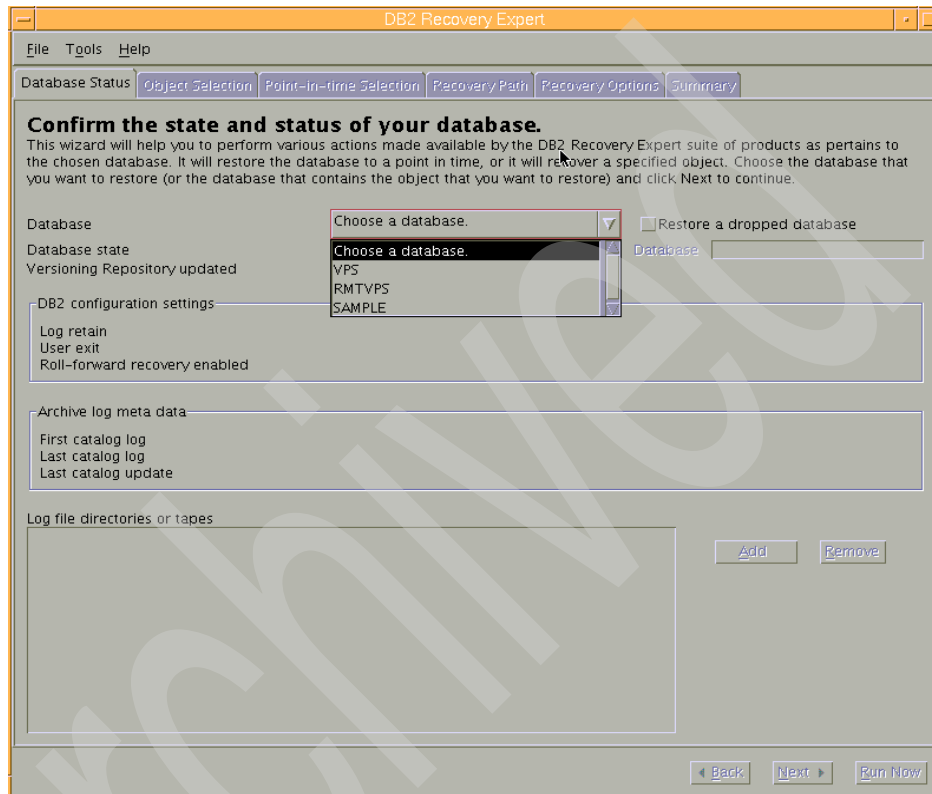 DB2 Recovery Expert
File Tools Help
Database Status Object Selection Point-in-time Selection Recovery Path Recovery Options Summary
Confirm the state and status of your database.
This wizard will help you to perform various actions made available by the DB2 Recovery Expert suite of products as pertains to
the chosen database. It will restore the database to a point in time, or it will recover a specified object. Choose the database that
you want to restore (or the database that contains the object that you want to restore) and click Next to continue.
Database Choose a database. Restore a dropped database
Database state Choose a database. Database
Versioning Repository updated VPS
RMTVPS
DB2 configuration settings SAMPLE
Log retain
User exit
Roll-forward recovery enabled
Archive log meta data
First catalog log
Last catalog log
Last catalog update
Log file directories or tapes
Add Remove
Back Next Run Now
rchived